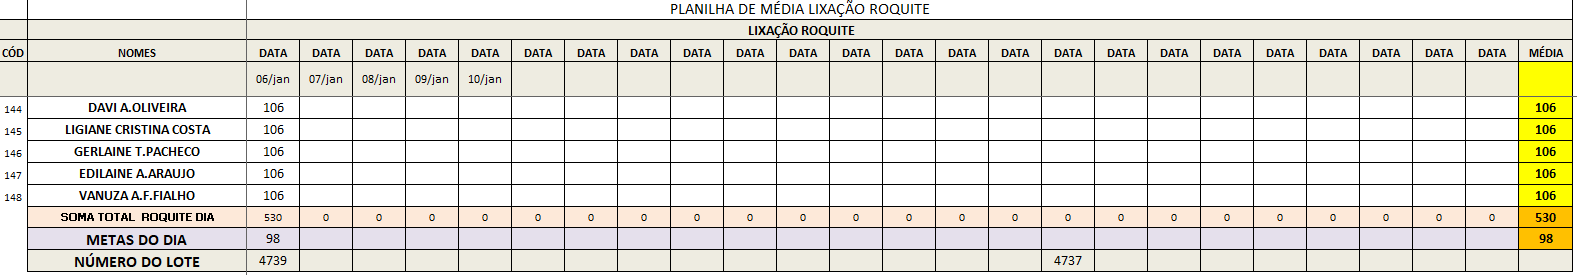 PLANILHA DE MÉDIA LIXAÇÃO ROQUITE
LIXAÇÃO ROQUITE
CÓD NOMES DATA DATA DATA DATA DATA DATA DATA DATA DATA DATA DATA DATA DATA DATA DATA DATA DATA DATA DATA DATA DATA DATA DATA DATA MÉDIA
06/jan 07/jan 08/jan 09/jan 10/jan
144 DAVI A.OLIVEIRA 106 106
145 LIGIANE CRISTINA COSTA 106 106
146 GERLAINE T.PACHECO 106 106
147 EDILAINE A.ARAUJO 106 106
148 VANUZA A.F.FIALHO 106 106
SOMA TOTAL ROQUITE DIA 530 0 0 0 0 0 0 0 0 0 0 0 0 0 0 0 0 0 0 0 0 0 0 0 530
METAS DO DIA 98 98
NÚMERO DO LOTE 4739 4737